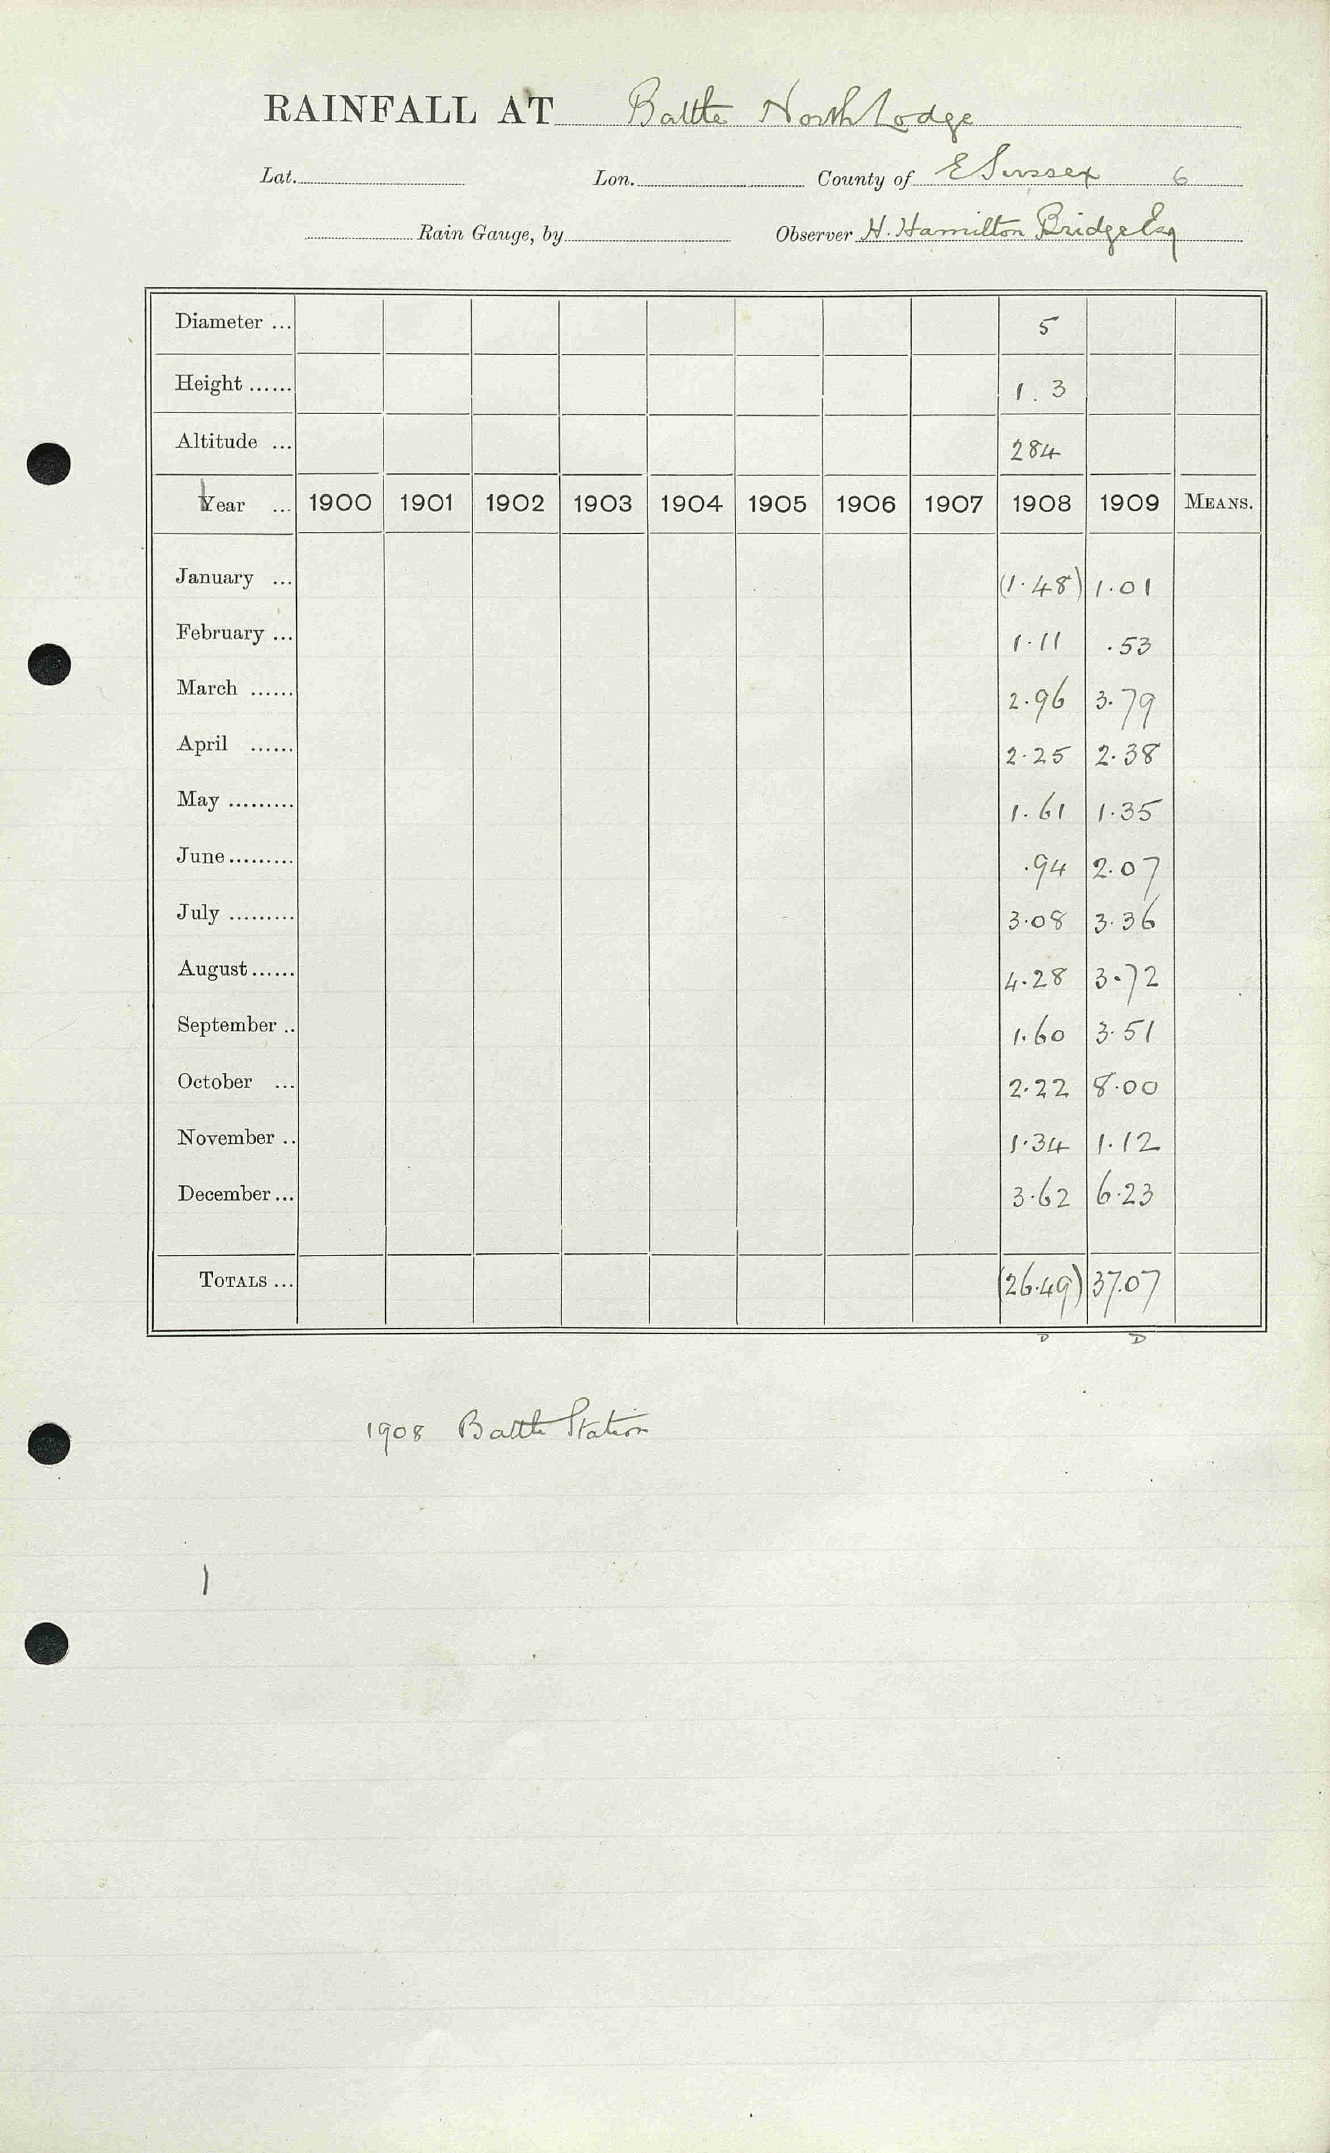 RAINFALL AT Battle North Lodge
Lat. Lon. County of E Sussex 6
Rain Gauge, by Observer H. Hamilton Bridge Esq
Diameter ... 5
Height ...... 1.3
Altitude ... 284
Year ... 1900 1901 1902 1903 1904 1905 1906 1907 1908 1909 MEANS.
January ... (1.48) 1.01
February ... 1.11 .53
March ...... 2.96 3.79
April ...... 2.25 2.38
May ......... 1.61 1.35
June ......... .94 2.07
July ......... 3.08 3.36
August ...... 4.28 3.72
September .. 1.60 3.51
October ... 2.22 8.00
November .. 1.34 1.12
December ... 3.62 6.23
TOTALS ... (26.49) 37.07
D D
1908 Battle Station